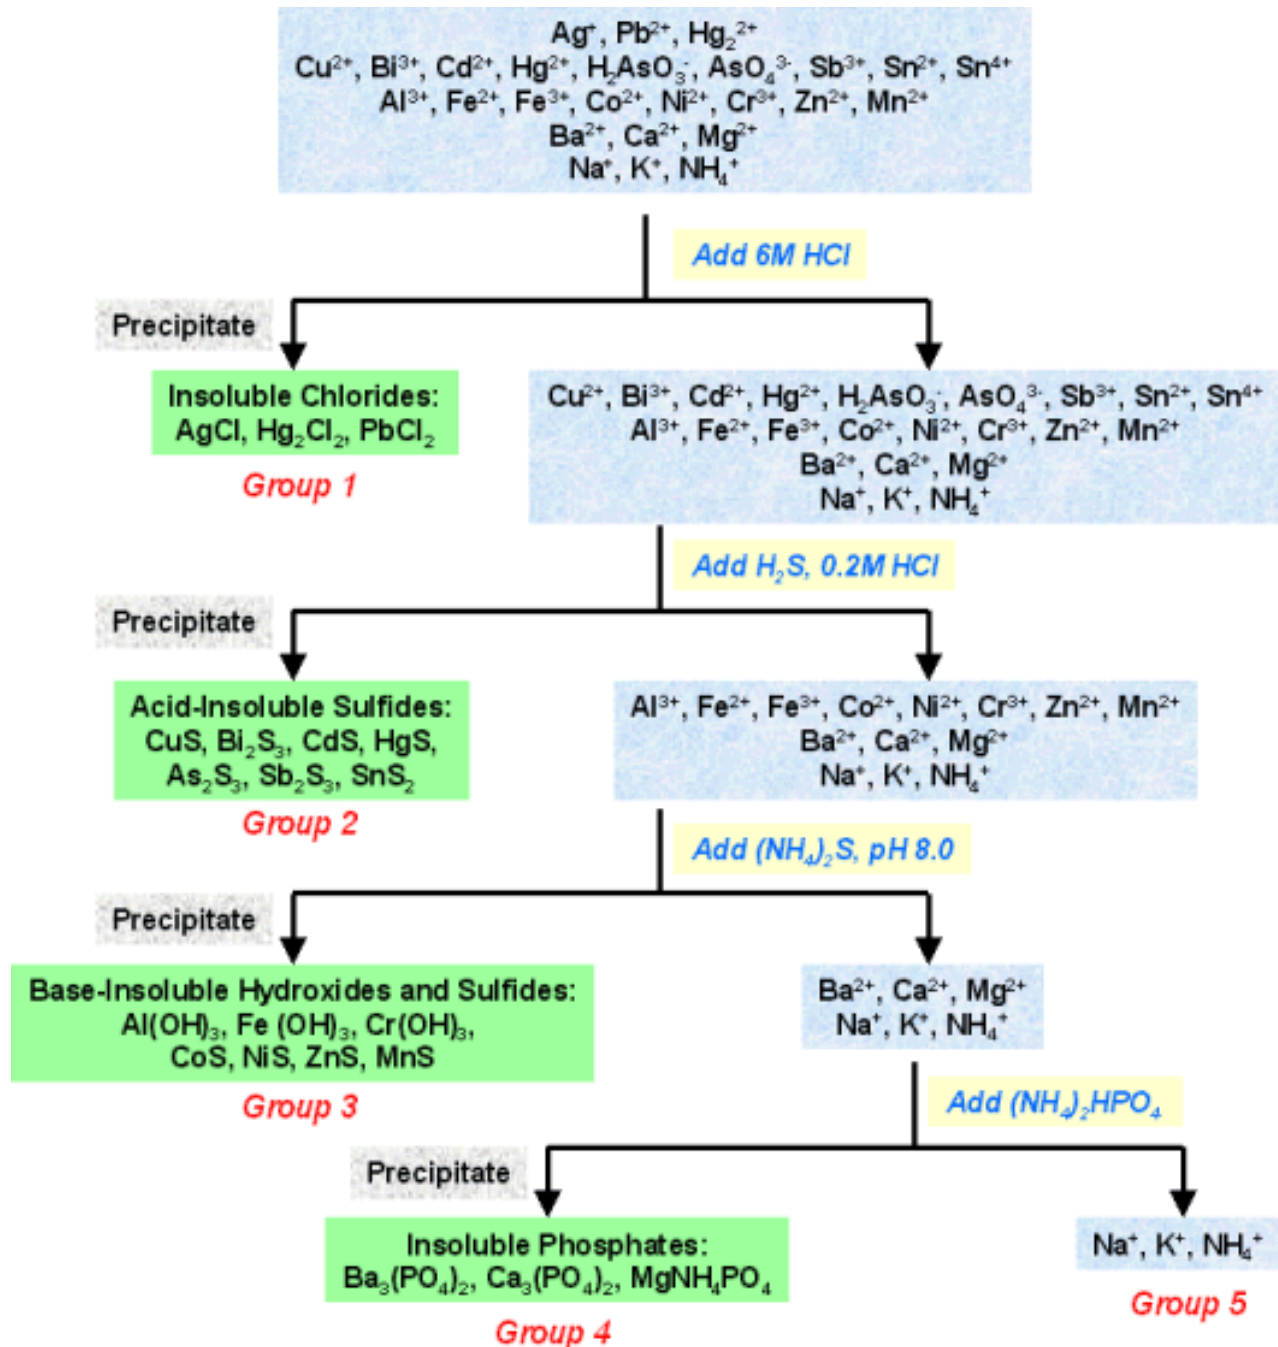 Ag⁺, Pb²⁺, Hg₂²⁺
Cu²⁺, Bi³⁺, Cd²⁺, Hg²⁺, H₂AsO₃⁻, AsO₄³⁻, Sb³⁺, Sn²⁺, Sn⁴⁺
Al³⁺, Fe²⁺, Fe³⁺, Co²⁺, Ni²⁺, Cr³⁺, Zn²⁺, Mn²⁺
Ba²⁺, Ca²⁺, Mg²⁺
Na⁺, K⁺, NH₄⁺
Add 6M HCl
Precipitate
Insoluble Chlorides:
AgCl, Hg₂Cl₂, PbCl₂
Group 1
Cu²⁺, Bi³⁺, Cd²⁺, Hg²⁺, H₂AsO₃⁻, AsO₄³⁻, Sb³⁺, Sn²⁺, Sn⁴⁺
Al³⁺, Fe²⁺, Fe³⁺, Co²⁺, Ni²⁺, Cr³⁺, Zn²⁺, Mn²⁺
Ba²⁺, Ca²⁺, Mg²⁺
Na⁺, K⁺, NH₄⁺
Add H₂S, 0.2M HCl
Precipitate
Acid-Insoluble Sulfides:
CuS, Bi₂S₃, CdS, HgS,
As₂S₃, Sb₂S₃, SnS₂
Group 2
Al³⁺, Fe²⁺, Fe³⁺, Co²⁺, Ni²⁺, Cr³⁺, Zn²⁺, Mn²⁺
Ba²⁺, Ca²⁺, Mg²⁺
Na⁺, K⁺, NH₄⁺
Add (NH₄)₂S, pH 8.0
Precipitate
Base-Insoluble Hydroxides and Sulfides:
Al(OH)₃, Fe (OH)₃, Cr(OH)₃,
CoS, NiS, ZnS, MnS
Group 3
Ba²⁺, Ca²⁺, Mg²⁺
Na⁺, K⁺, NH₄⁺
Add (NH₄)₂HPO₄
Precipitate
Insoluble Phosphates:
Ba₃(PO₄)₂, Ca₃(PO₄)₂, MgNH₄PO₄
Group 4
Na⁺, K⁺, NH₄⁺
Group 5